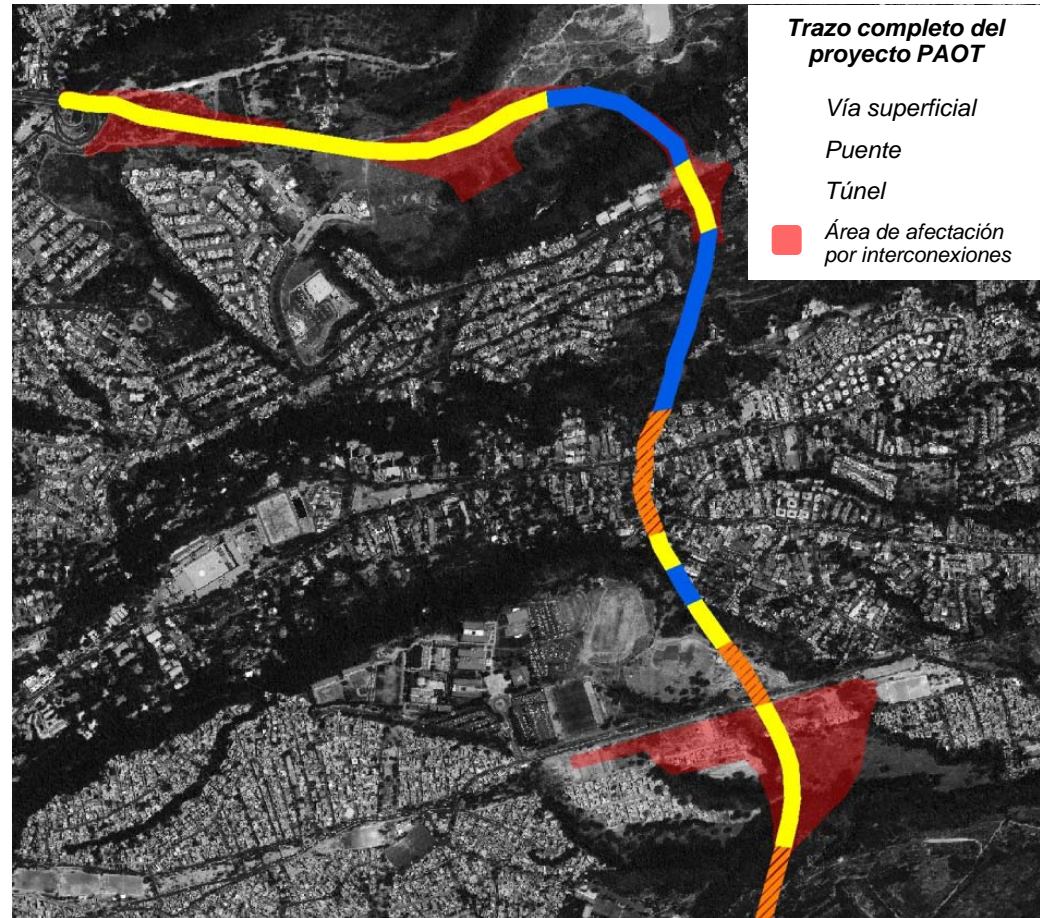 Trazo completo del
proyecto PAOT
Vía superficial
Puente
Túnel
Área de afectación
por interconexiones